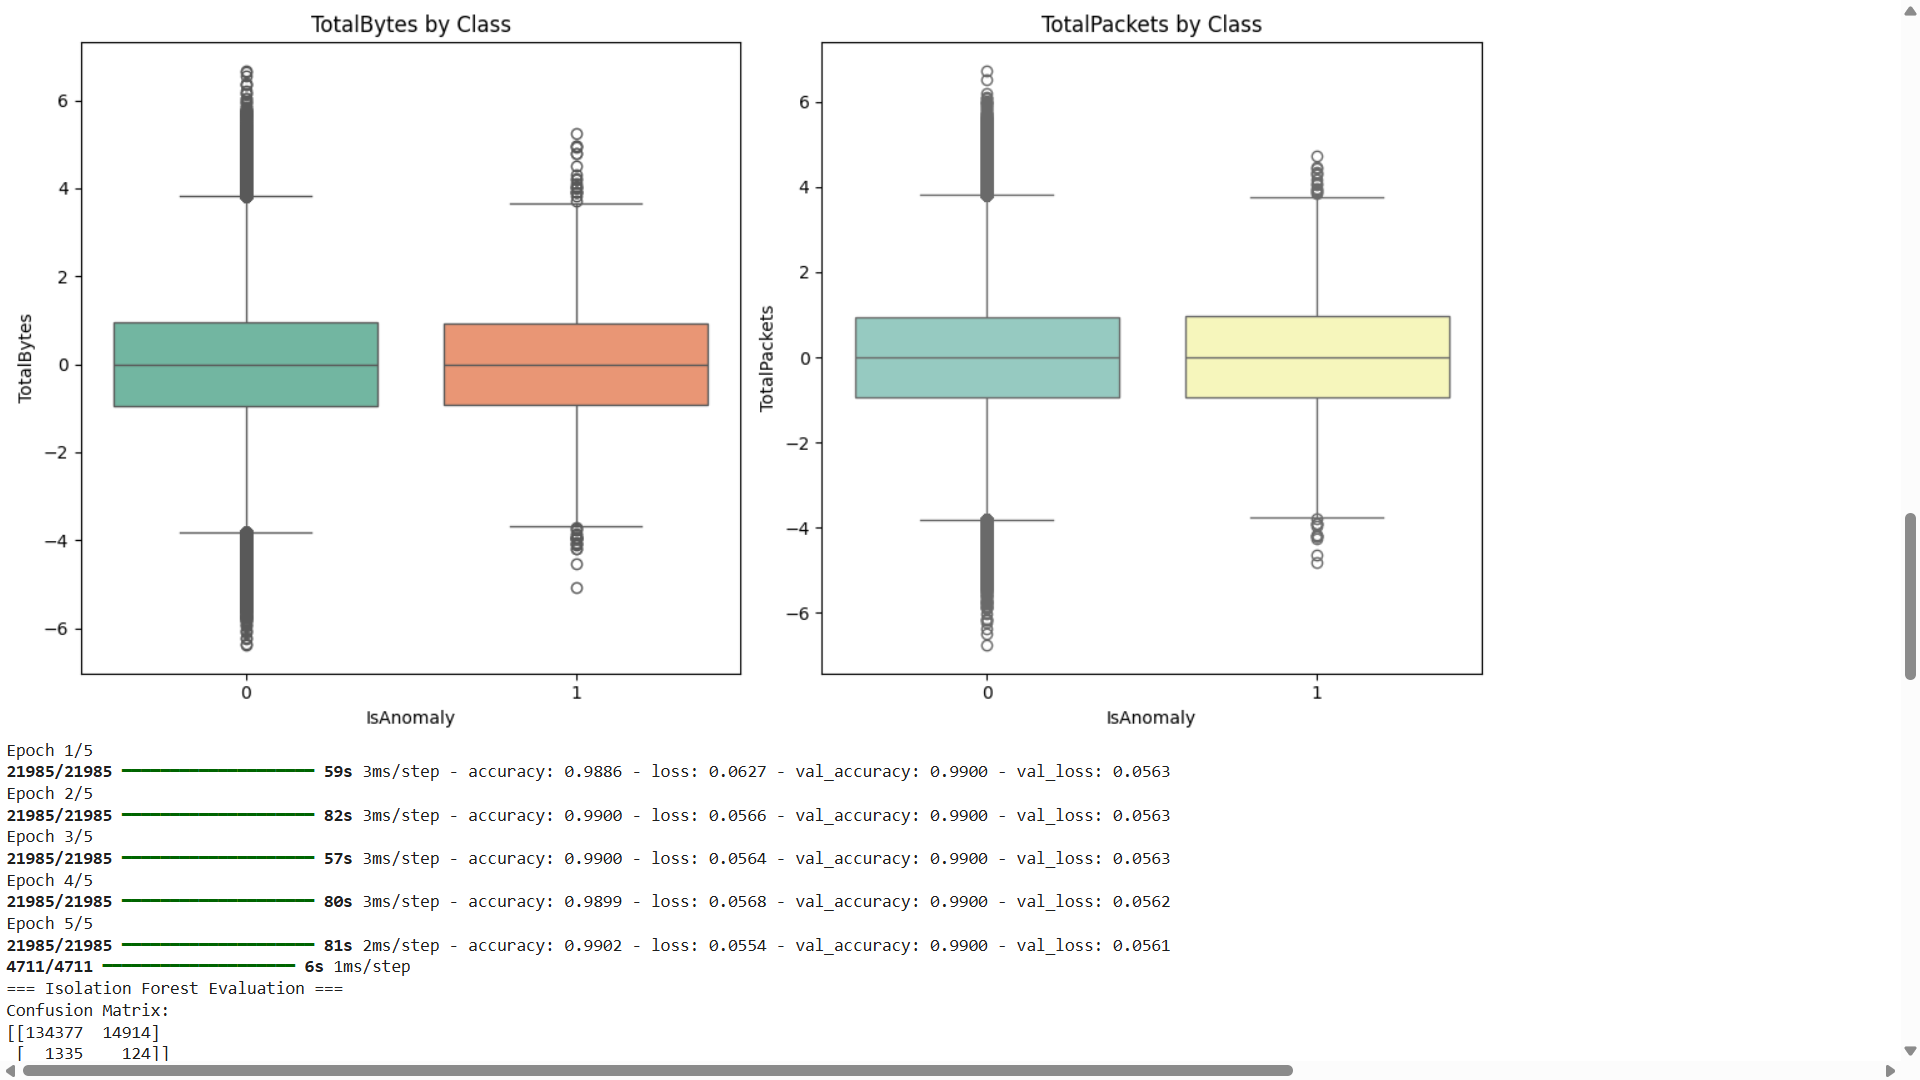 TotalBytes by Class
TotalBytes
6
4
2
0
−2
−4
−6
0 1
IsAnomaly
TotalPackets by Class
TotalPackets
6
4
2
0
−2
−4
−6
0 1
IsAnomaly
Epoch 1/5
21985/21985 59s 3ms/step - accuracy: 0.9886 - loss: 0.0627 - val_accuracy: 0.9900 - val_loss: 0.0563
Epoch 2/5
21985/21985 82s 3ms/step - accuracy: 0.9900 - loss: 0.0566 - val_accuracy: 0.9900 - val_loss: 0.0563
Epoch 3/5
21985/21985 57s 3ms/step - accuracy: 0.9900 - loss: 0.0564 - val_accuracy: 0.9900 - val_loss: 0.0563
Epoch 4/5
21985/21985 80s 3ms/step - accuracy: 0.9899 - loss: 0.0568 - val_accuracy: 0.9900 - val_loss: 0.0562
Epoch 5/5
21985/21985 81s 2ms/step - accuracy: 0.9902 - loss: 0.0554 - val_accuracy: 0.9900 - val_loss: 0.0561
4711/4711 6s 1ms/step
=== Isolation Forest Evaluation ===
Confusion Matrix:
[[134377  14914]
 [  1335    124]]